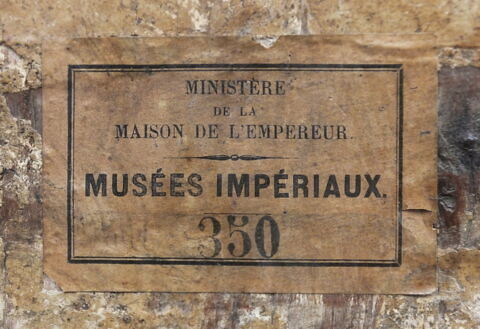 MINISTÈRE
DE LA
MAISON DE L'EMPEREUR.
MUSÉES IMPÉRIAUX.
350